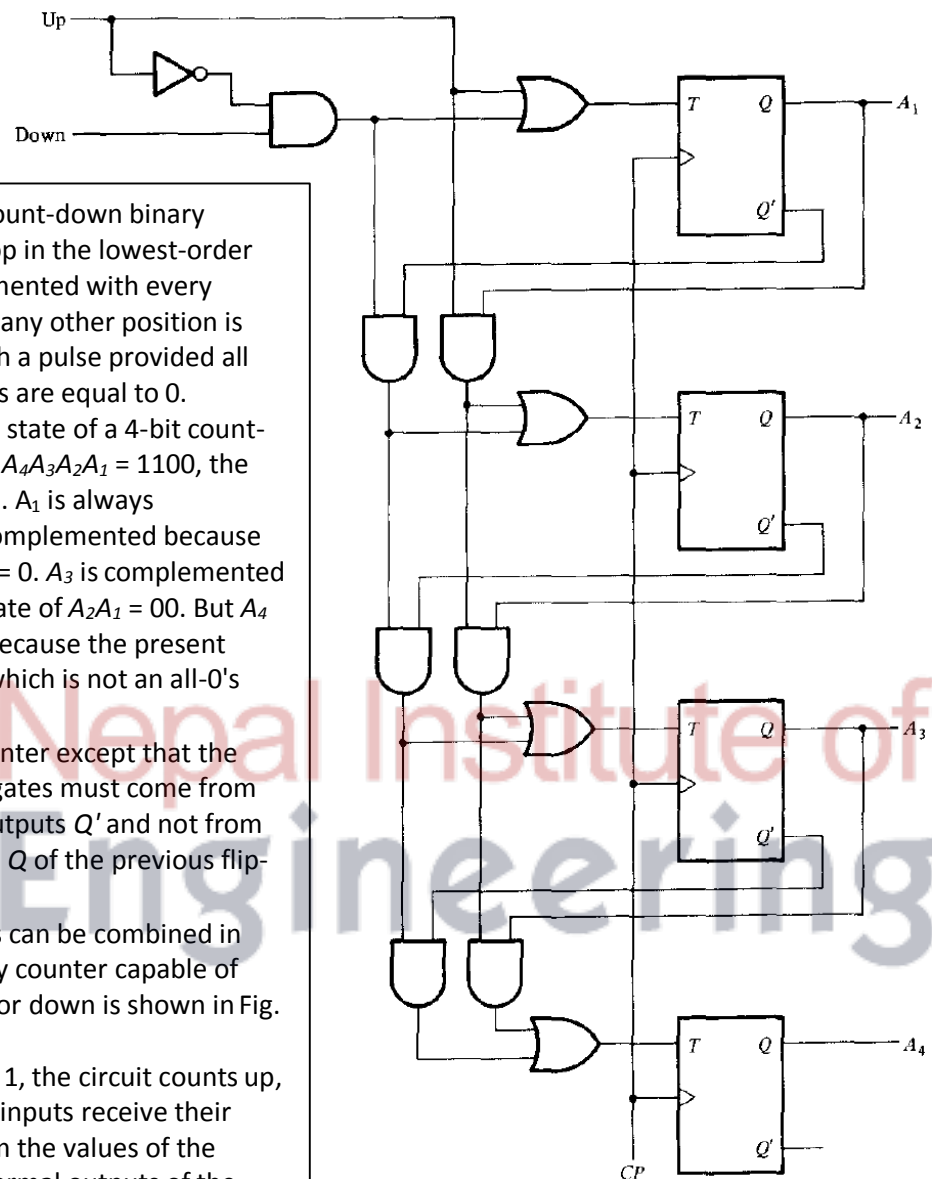 Up
Down
T Q A1
Q'
ount-down binary
op in the lowest-order
mented with every
any other position is
h a pulse provided all
s are equal to 0.
state of a 4-bit count-
A4A3A2A1 = 1100, the
. A1 is always
omplemented because
= 0. A3 is complemented
ate of A2A1 = 00. But A4
ecause the present
which is not an all-0's
nter except that the
gates must come from
utputs Q' and not from
Q of the previous flip-
s can be combined in
y counter capable of
or down is shown in Fig.
1, the circuit counts up,
inputs receive their
n the values of the
rmal outputs of the
T Q A2
Q'
T Q A3
Q'
T Q A4
Q'
CP
Nepal Institute of
Engineering